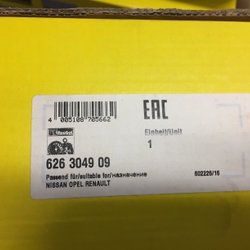 EAC
4 005108 705662
Einheit/Unit
1
626 3049 09
Passend für/suitable for/назначение
602226/16
NISSAN OPEL RENAULT